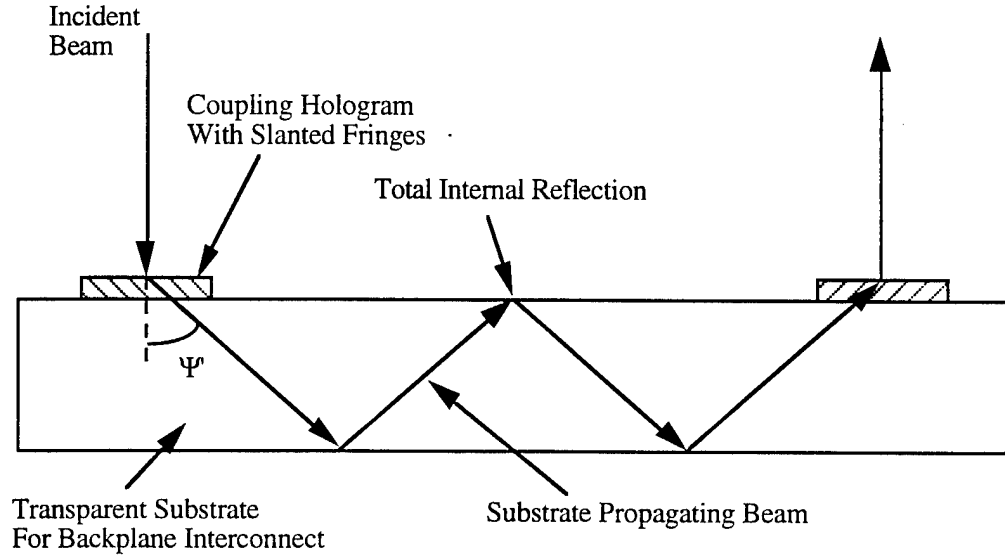 Incident
Beam
Coupling Hologram
With Slanted Fringes
Total Internal Reflection
Ψ'
Transparent Substrate
For Backplane Interconnect
Substrate Propagating Beam